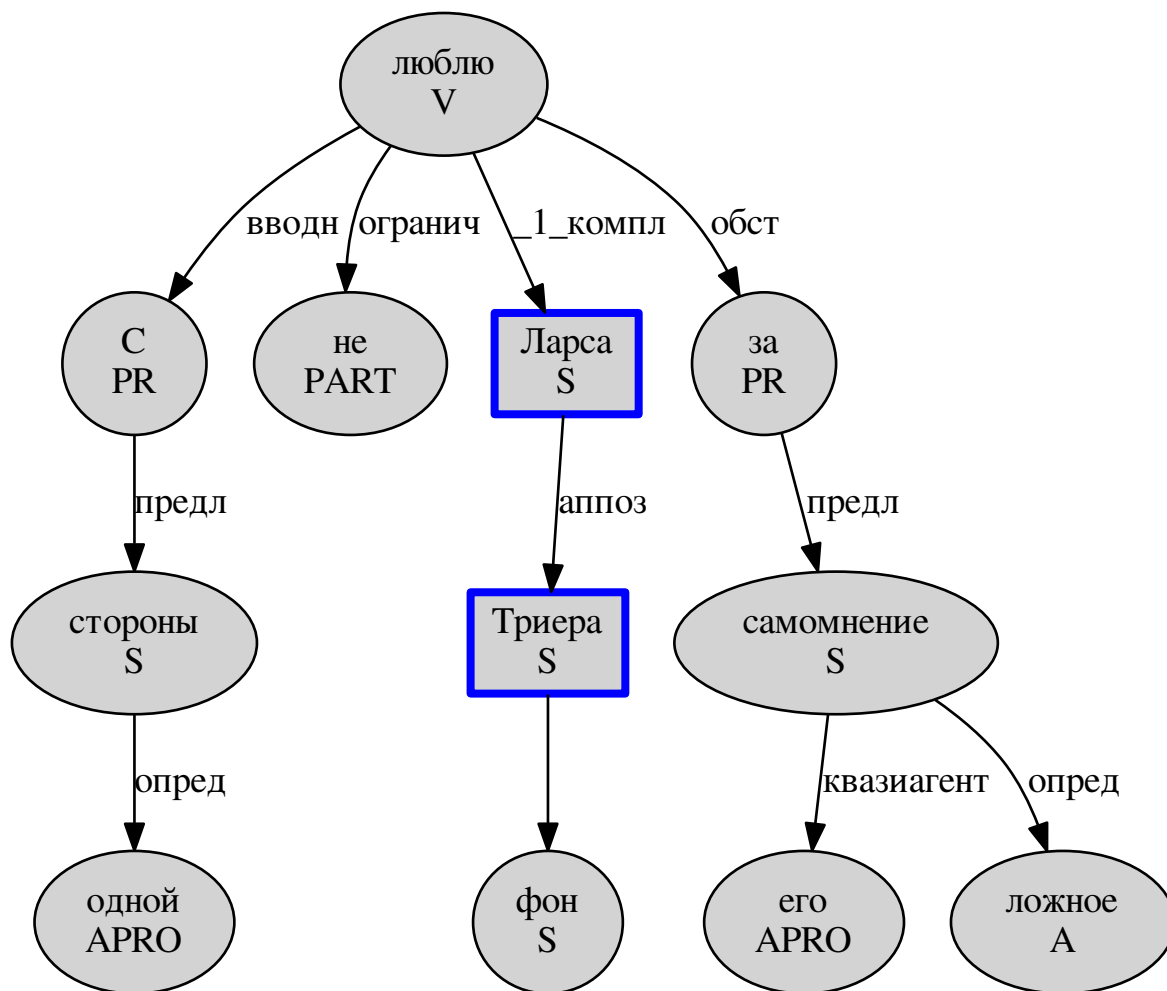 люблю
V
вводн
огранич
_1_компл
обст
С
PR
не
PART
Ларса
S
за
PR
предл
аппоз
предл
стороны
S
Триера
S
самомнение
S
опред
квазиагент
опред
одной
APRO
фон
S
его
APRO
ложное
A